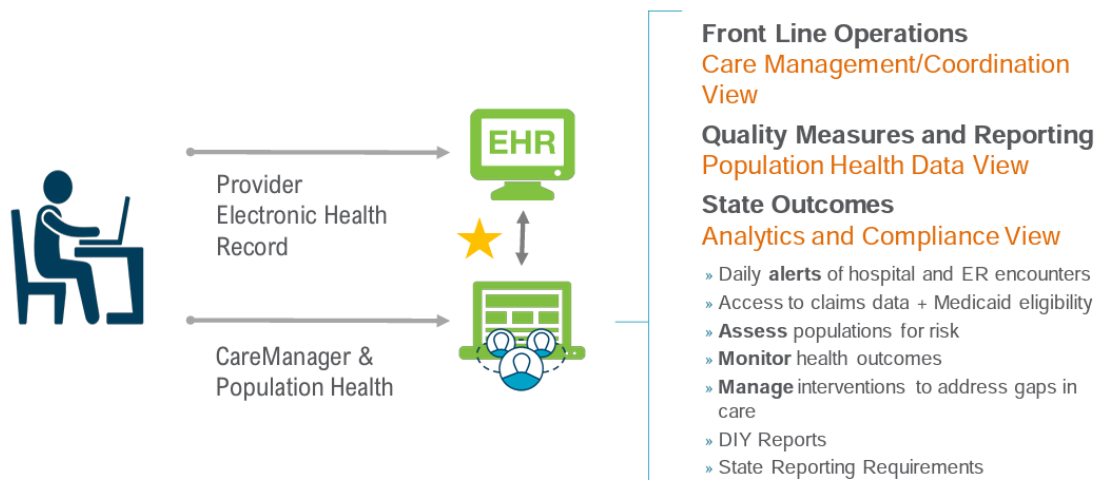 Provider
Electronic Health
Record
EHR
CareManager &
Population Health
Front Line Operations
Care Management/Coordination
View
Quality Measures and Reporting
Population Health Data View
State Outcomes
Analytics and Compliance View
» Daily alerts of hospital and ER encounters
» Access to claims data + Medicaid eligibility
» Assess populations for risk
» Monitor health outcomes
» Manage interventions to address gaps in
care
» DIY Reports
» State Reporting Requirements